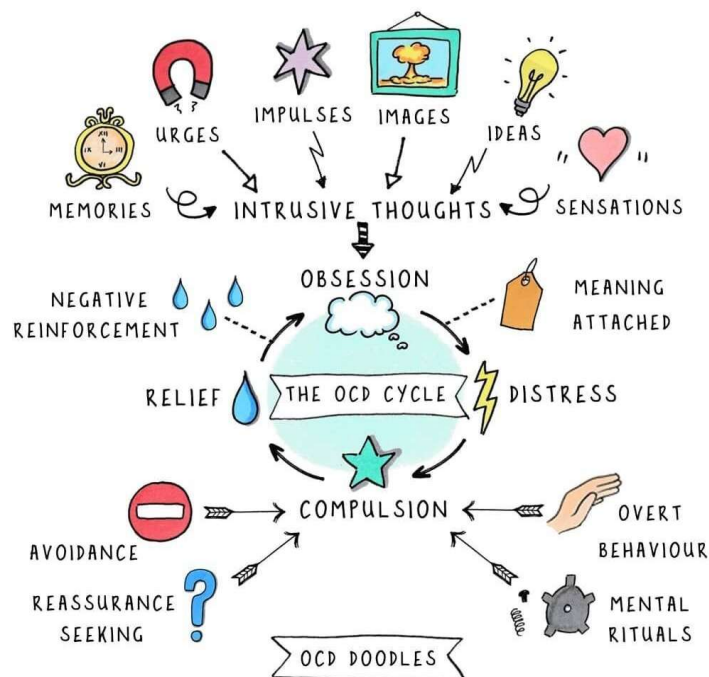 URGES
IMPULSES
IMAGES
IDEAS
MEMORIES
INTRUSIVE THOUGHTS
SENSATIONS
OBSESSION
NEGATIVE
REINFORCEMENT
MEANING
ATTACHED
RELIEF
THE OCD CYCLE
DISTRESS
COMPULSION
AVOIDANCE
OVERT
BEHAVIOUR
REASSURANCE
SEEKING
MENTAL
RITUALS
OCD DOODLES